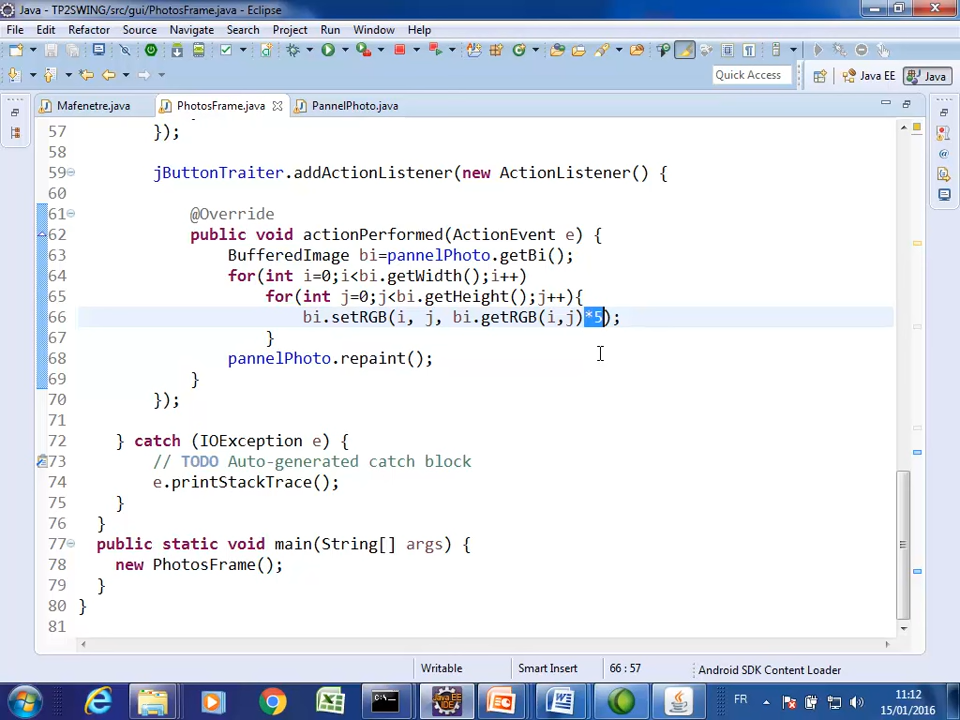 Java - TP2SWING/src/gui/PhotosFrame.java - Eclipse
File Edit Refactor Source Navigate Search Project Run Window Help
Quick Access Java EE Java
Mafenetre.java PhotosFrame.java PannelPhoto.java
57 });
58
59 jButtonTraiter.addActionListener(new ActionListener() {
60
61 @Override
62 public void actionPerformed(ActionEvent e) {
63 BufferedImage bi=pannelPhoto.getBi();
64 for(int i=0;i<bi.getWidth();i++)
65 for(int j=0;j<bi.getHeight();j++){
66 bi.setRGB(i, j, bi.getRGB(i,j)*5);
67 }
68 pannelPhoto.repaint();
69 }
70 });
71
72 } catch (IOException e) {
73 // TODO Auto-generated catch block
74 e.printStackTrace();
75 }
76 }
77 public static void main(String[] args) {
78 new PhotosFrame();
79 }
80 }
81
Writable Smart Insert 66 : 57 Android SDK Content Loader
FR 11:12
15/01/2016